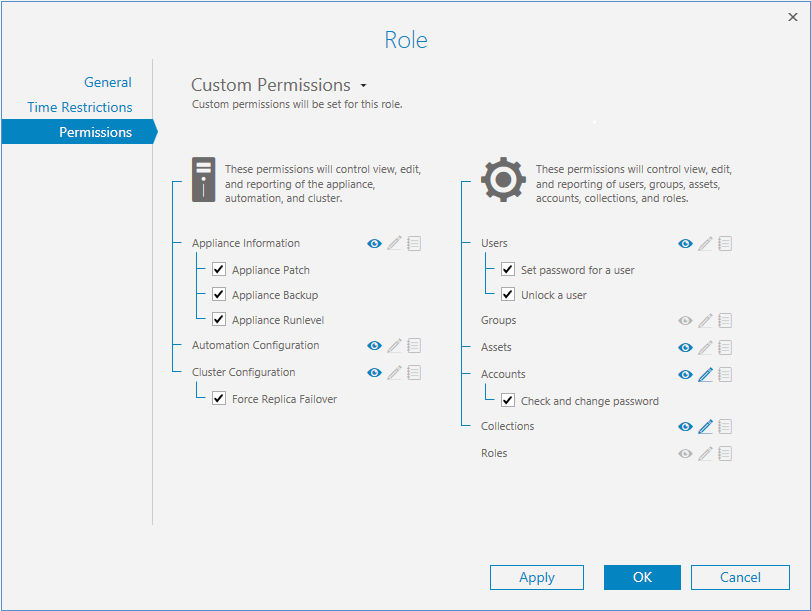 Role
General
Time Restrictions
Permissions
Custom Permissions
Custom permissions will be set for this role.
These permissions will control view, edit,
and reporting of the appliance,
automation, and cluster.
Appliance Information
Appliance Patch
Appliance Backup
Appliance Runlevel
Automation Configuration
Cluster Configuration
Force Replica Failover
These permissions will control view, edit,
and reporting of users, groups, assets,
accounts, collections, and roles.
Users
Set password for a user
Unlock a user
Groups
Assets
Accounts
Check and change password
Collections
Roles
Apply
OK
Cancel